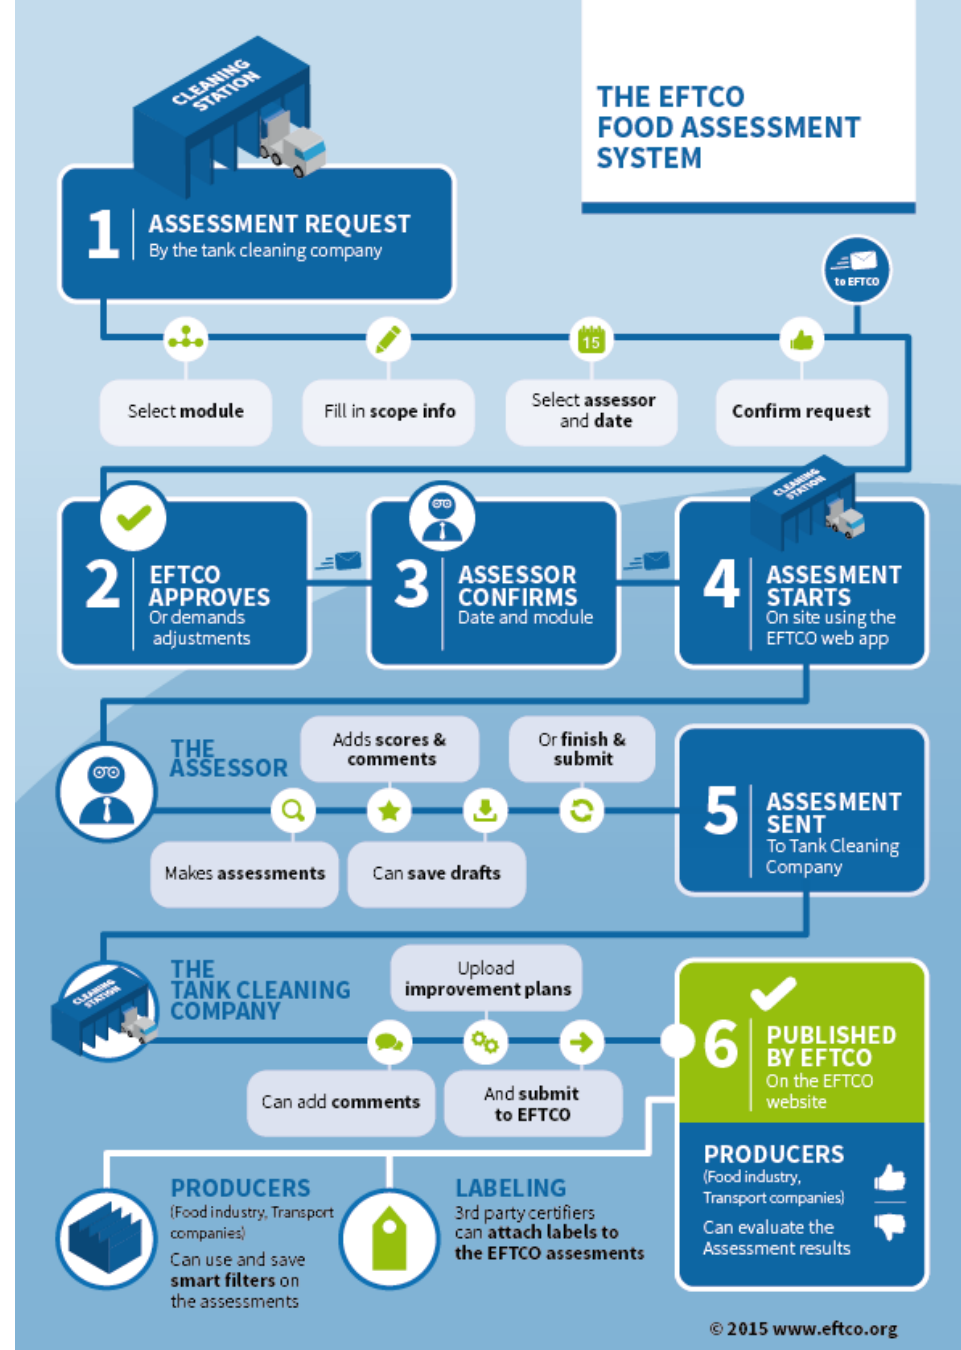 CLEANING
STATION
THE EFTCO
FOOD ASSESSMENT
SYSTEM
1
ASSESSMENT REQUEST
By the tank cleaning company
to EFTCO
15
Select module
Fill in scope info
Select assessor
and date
Confirm request
2
EFTCO
APPROVES
Or demands
adjustments
3
ASSESSOR
CONFIRMS
Date and module
CLEANING
STATION
4
ASSESMENT
STARTS
On site using the
EFTCO web app
THE
ASSESSOR
Adds scores &
comments
Or finish &
submit
Makes assessments
Can save drafts
5
ASSESMENT
SENT
To Tank Cleaning
Company
CLEANING
STATION
THE
TANK CLEANING
COMPANY
Upload
improvement plans
Can add comments
And submit
to EFTCO
6
PUBLISHED
BY EFTCO
On the EFTCO
website
PRODUCERS
(Food industry,
Transport companies)
Can evaluate the
Assessment results
PRODUCERS
(Food industry, Transport
companies)
Can use and save
smart filters on
the assessments
LABELING
3rd party certifiers
can attach labels to
the EFTCO assesments
© 2015 www.eftco.org